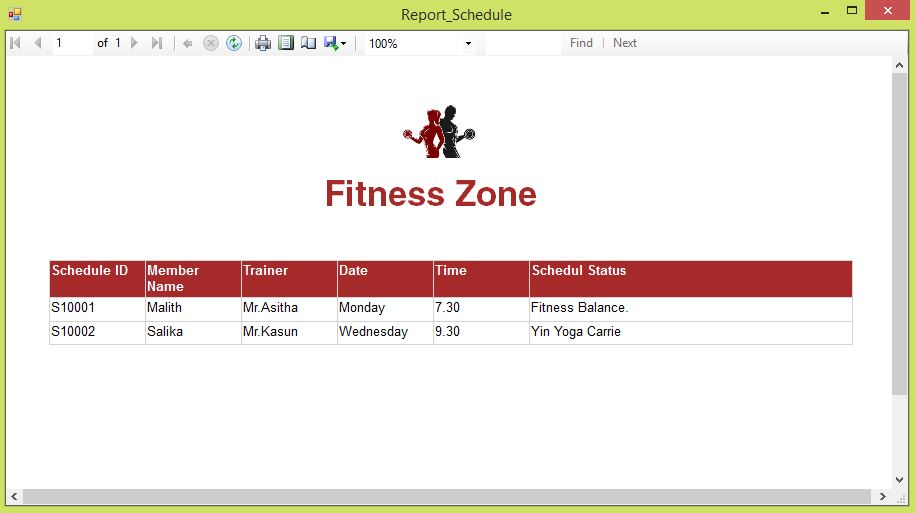 Report_Schedule
1 of 1 100% Find | Next
Fitness Zone
Schedule ID Member Name Trainer Date Time Schedul Status
S10001 Malith Mr.Asitha Monday 7.30 Fitness Balance.
S10002 Salika Mr.Kasun Wednesday 9.30 Yin Yoga Carrie